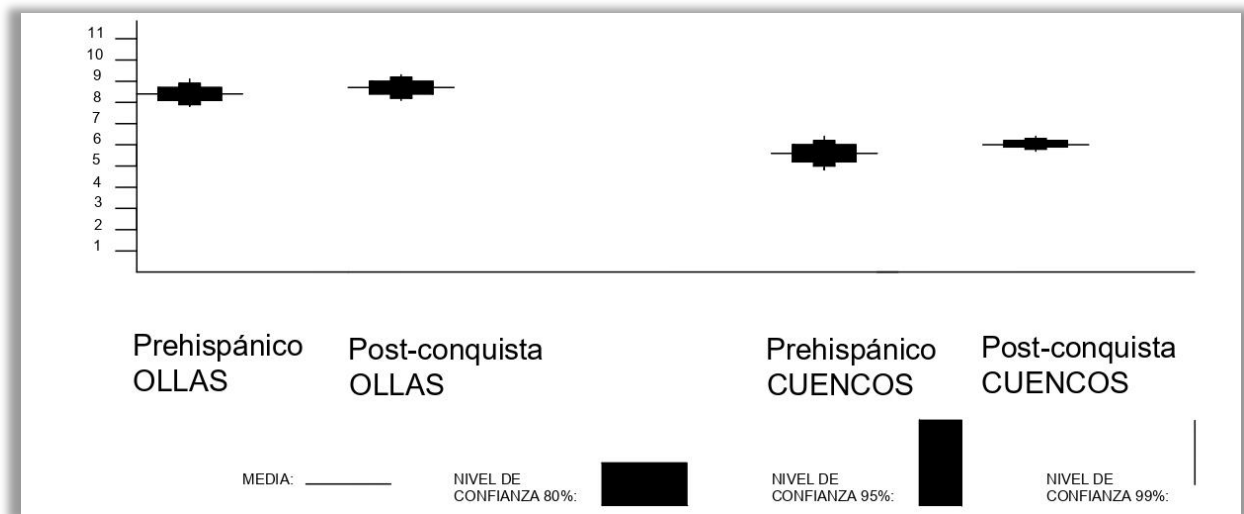 11
10
9
8
7
6
5
4
3
2
1
Prehispánico
OLLAS
Post-conquista
OLLAS
Prehispánico
CUENCOS
Post-conquista
CUENCOS
MEDIA:
NIVEL DE
CONFIANZA 80%:
NIVEL DE
CONFIANZA 95%:
NIVEL DE
CONFIANZA 99%: